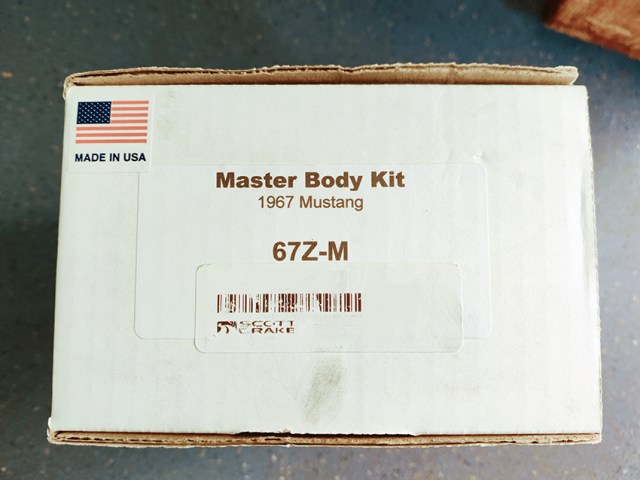 MADE IN USA
Master Body Kit
1967 Mustang
67Z-M
SCOTT
DRAKE